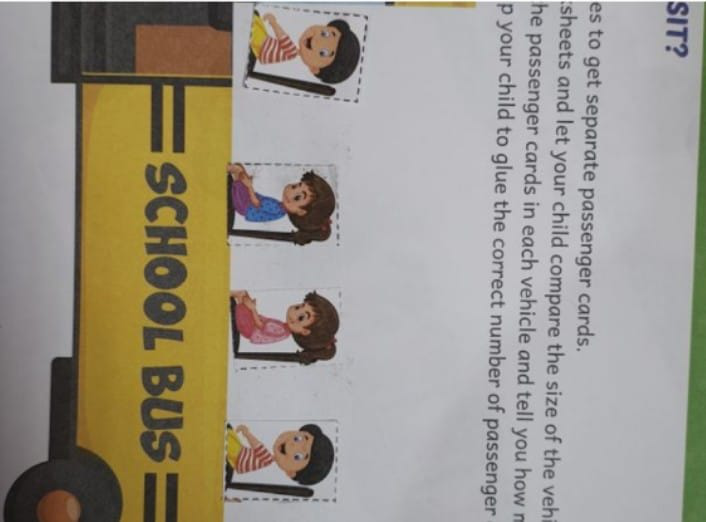 SIT?
es to get separate passenger cards.
sheets and let your child compare the size of the vehi
he passenger cards in each vehicle and tell you how
p your child to glue the correct number of passenger
SCHOOL BUS